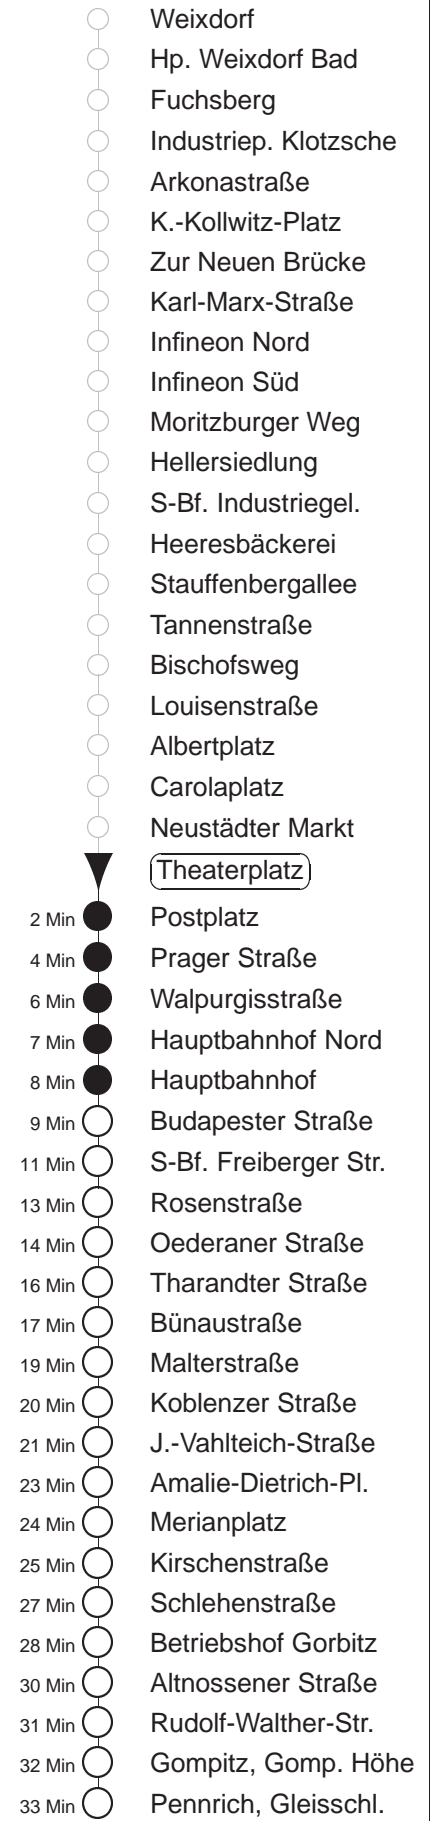 Weixdorf
Hp. Weixdorf Bad
Fuchsberg
Industriep. Klotzsche
Arkonastraße
K.-Kollwitz-Platz
Zur Neuen Brücke
Karl-Marx-Straße
Infineon Nord
Infineon Süd
Moritzburger Weg
Hellersiedlung
S-Bf. Industriegel.
Heeresbäckerei
Stauffenbergallee
Tannenstraße
Bischofsweg
Louisenstraße
Albertplatz
Carolaplatz
Neustädter Markt
Theaterplatz
2 Min Postplatz
4 Min Prager Straße
6 Min Walpurgisstraße
7 Min Hauptbahnhof Nord
8 Min Hauptbahnhof
9 Min Budapester Straße
11 Min S-Bf. Freiberger Str.
13 Min Rosenstraße
14 Min Oederaner Straße
16 Min Tharandter Straße
17 Min Bünaustraße
19 Min Malterstraße
20 Min Koblenzer Straße
21 Min J.-Vahlteich-Straße
23 Min Amalie-Dietrich-Pl.
24 Min Merianplatz
25 Min Kirschenstraße
27 Min Schlehenstraße
28 Min Betriebshof Gorbitz
30 Min Altnossener Straße
31 Min Rudolf-Walther-Str.
32 Min Gompitz, Gomp. Höhe
33 Min Pennrich, Gleisschl.